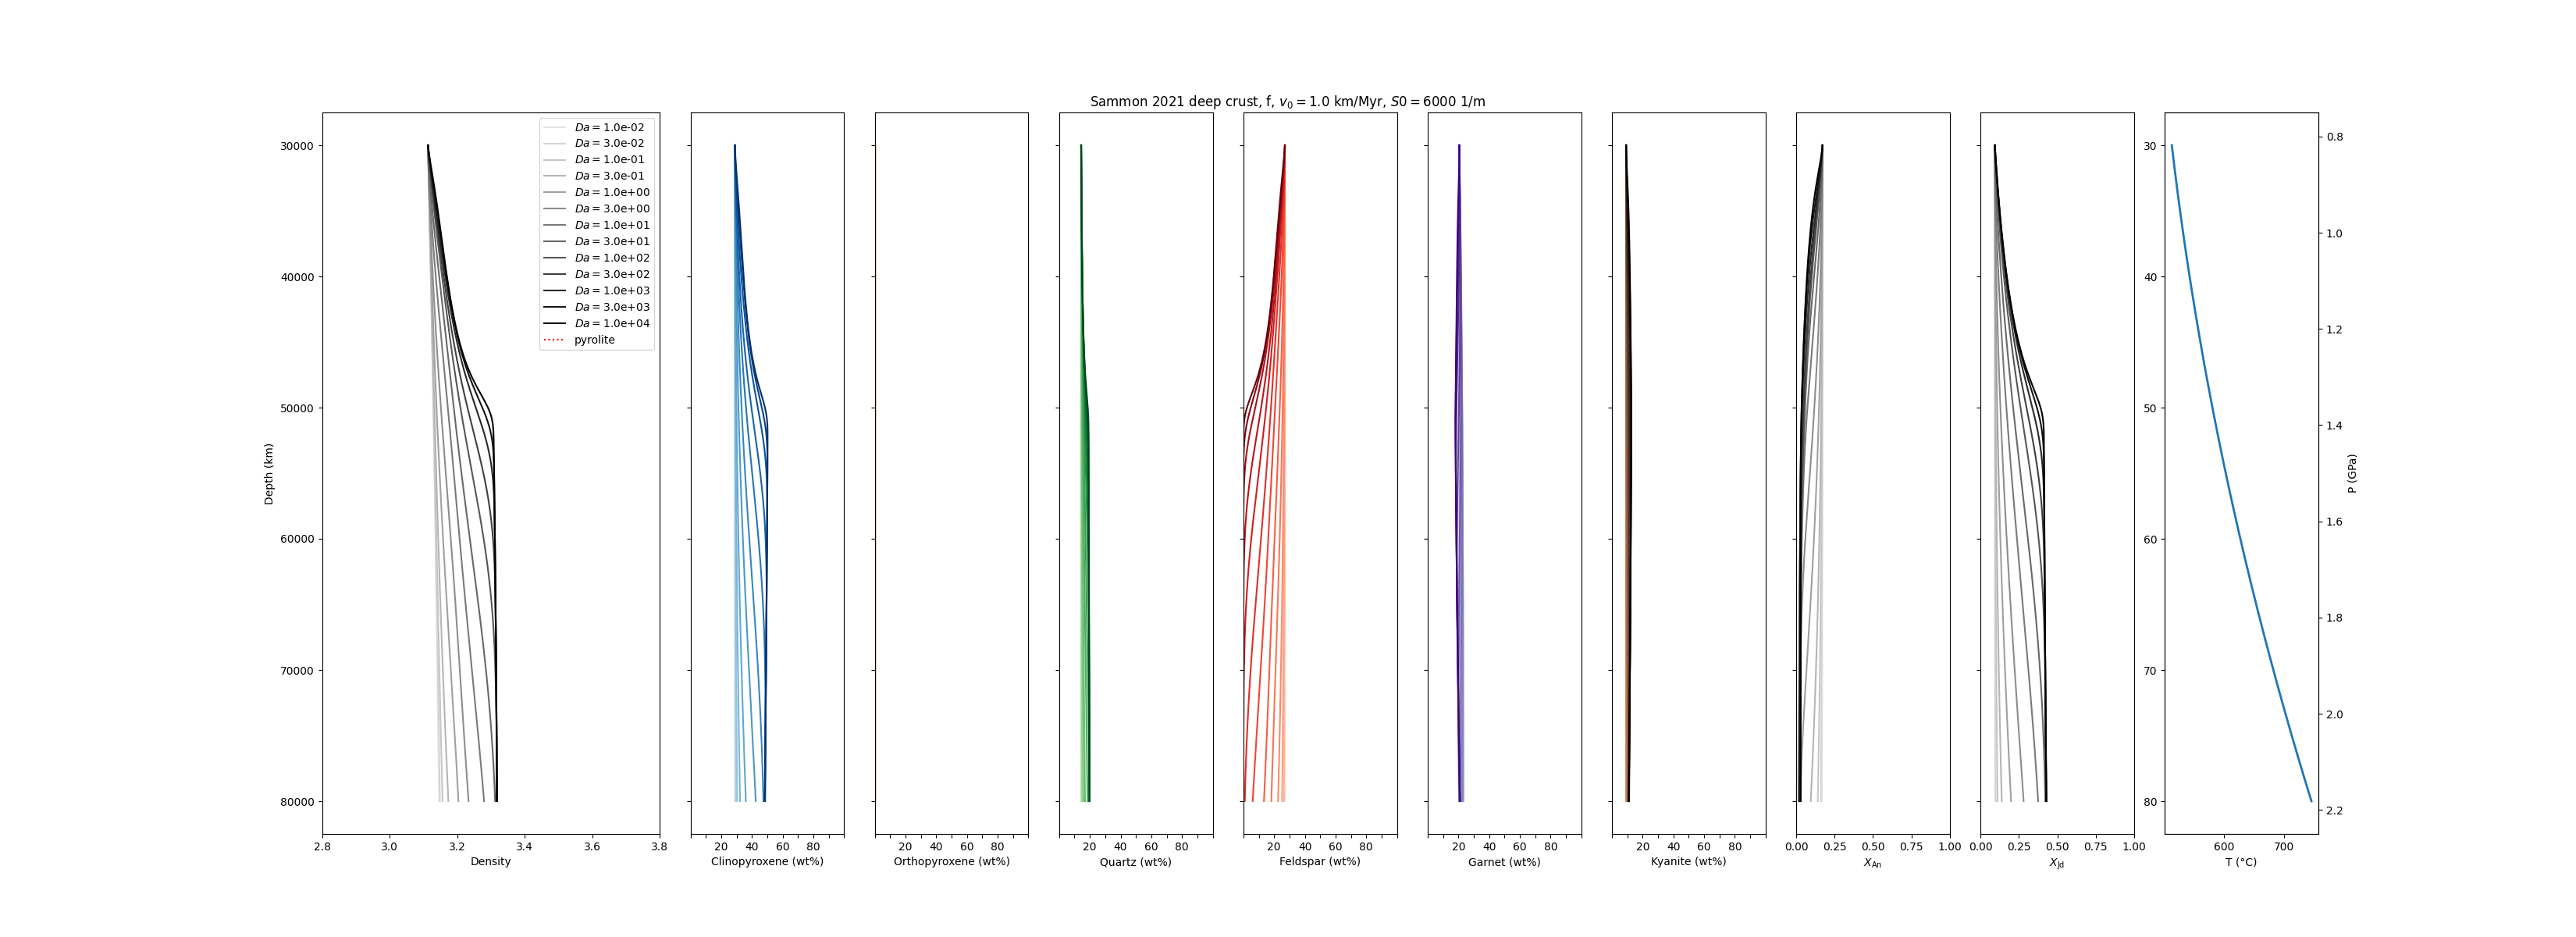 Sammon 2021 deep crust, f, v₀ = 1.0 km/Myr, S0 = 6000 1/m
Da = 1.0e-02
Da = 3.0e-02
Da = 1.0e-01
Da = 3.0e-01
Da = 1.0e+00
Da = 3.0e+00
Da = 1.0e+01
Da = 3.0e+01
Da = 1.0e+02
Da = 3.0e+02
Da = 1.0e+03
Da = 3.0e+03
Da = 1.0e+04
pyrolite
Depth (km)
30000
40000
50000
60000
70000
80000
2.8 3.0 3.2 3.4 3.6 3.8
Density
20 40 60 80
Clinopyroxene (wt%)
20 40 60 80
Orthopyroxene (wt%)
20 40 60 80
Quartz (wt%)
20 40 60 80
Feldspar (wt%)
20 40 60 80
Garnet (wt%)
20 40 60 80
Kyanite (wt%)
0.00 0.25 0.50 0.75 1.00
X_An
0.00 0.25 0.50 0.75 1.00
X_Jd
30
40
50
60
70
80
600 700
T (°C)
0.8
1.0
1.2
1.4
1.6
1.8
2.0
2.2
P (GPa)